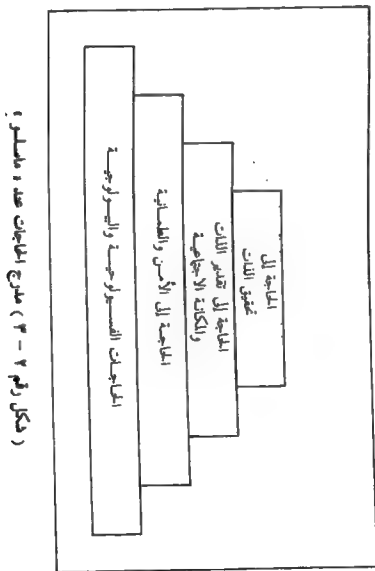 الحاجة إلى
تحقيق الذات
الحاجة إلى تقدير الذات
والمكانة الاجتماعية
الحاجة إلى الأمن والطمأنينة
الحاجات الفسيولوجية والبيولوجية
( شكل رقم ٢ - ٣ ) مدرج الحاجات عند « ماسلو »